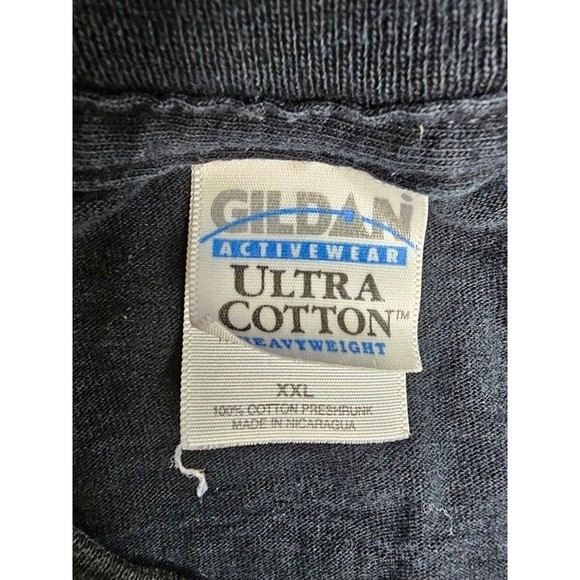 GILDAN
ACTIVEWEAR
ULTRA
COTTON™
HEAVYWEIGHT
XXL
100% COTTON PRESHRUNK
MADE IN NICARAGUA